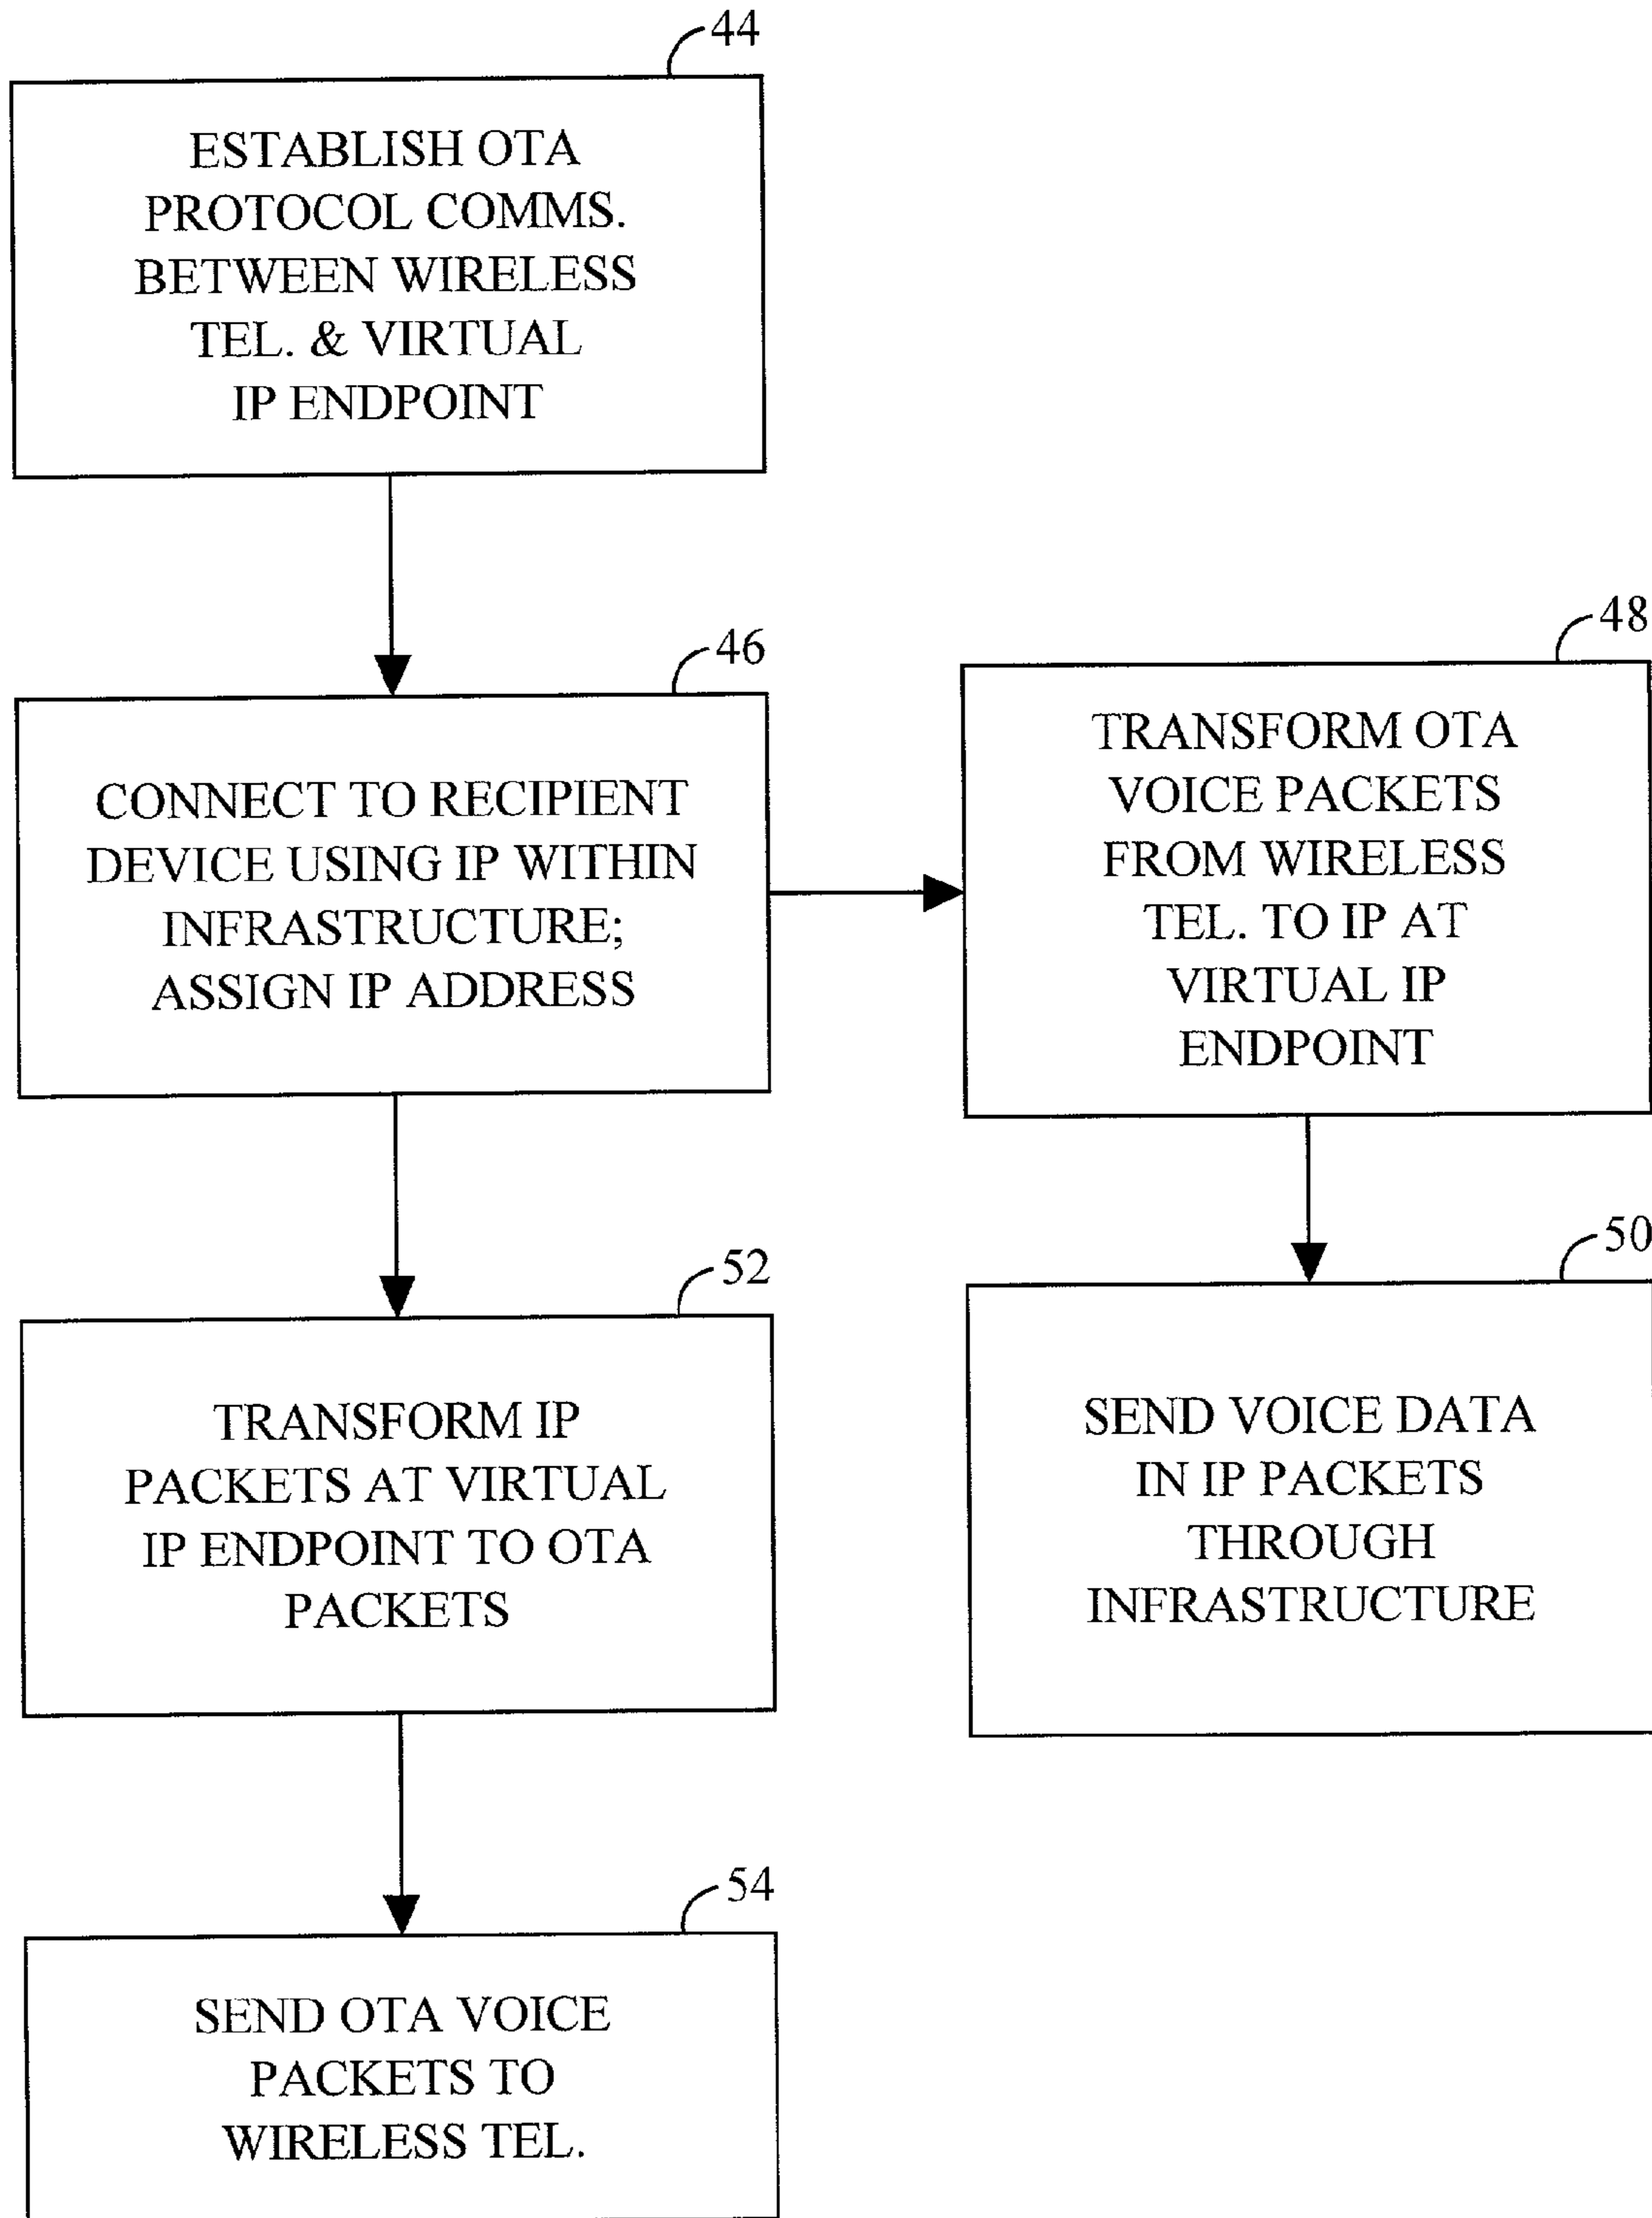 44
ESTABLISH OTA
PROTOCOL COMMS.
BETWEEN WIRELESS
TEL. & VIRTUAL
IP ENDPOINT
46
CONNECT TO RECIPIENT
DEVICE USING IP WITHIN
INFRASTRUCTURE;
ASSIGN IP ADDRESS
48
TRANSFORM OTA
VOICE PACKETS
FROM WIRELESS
TEL. TO IP AT
VIRTUAL IP
ENDPOINT
50
SEND VOICE DATA
IN IP PACKETS
THROUGH
INFRASTRUCTURE
52
TRANSFORM IP
PACKETS AT VIRTUAL
IP ENDPOINT TO OTA
PACKETS
54
SEND OTA VOICE
PACKETS TO
WIRELESS TEL.